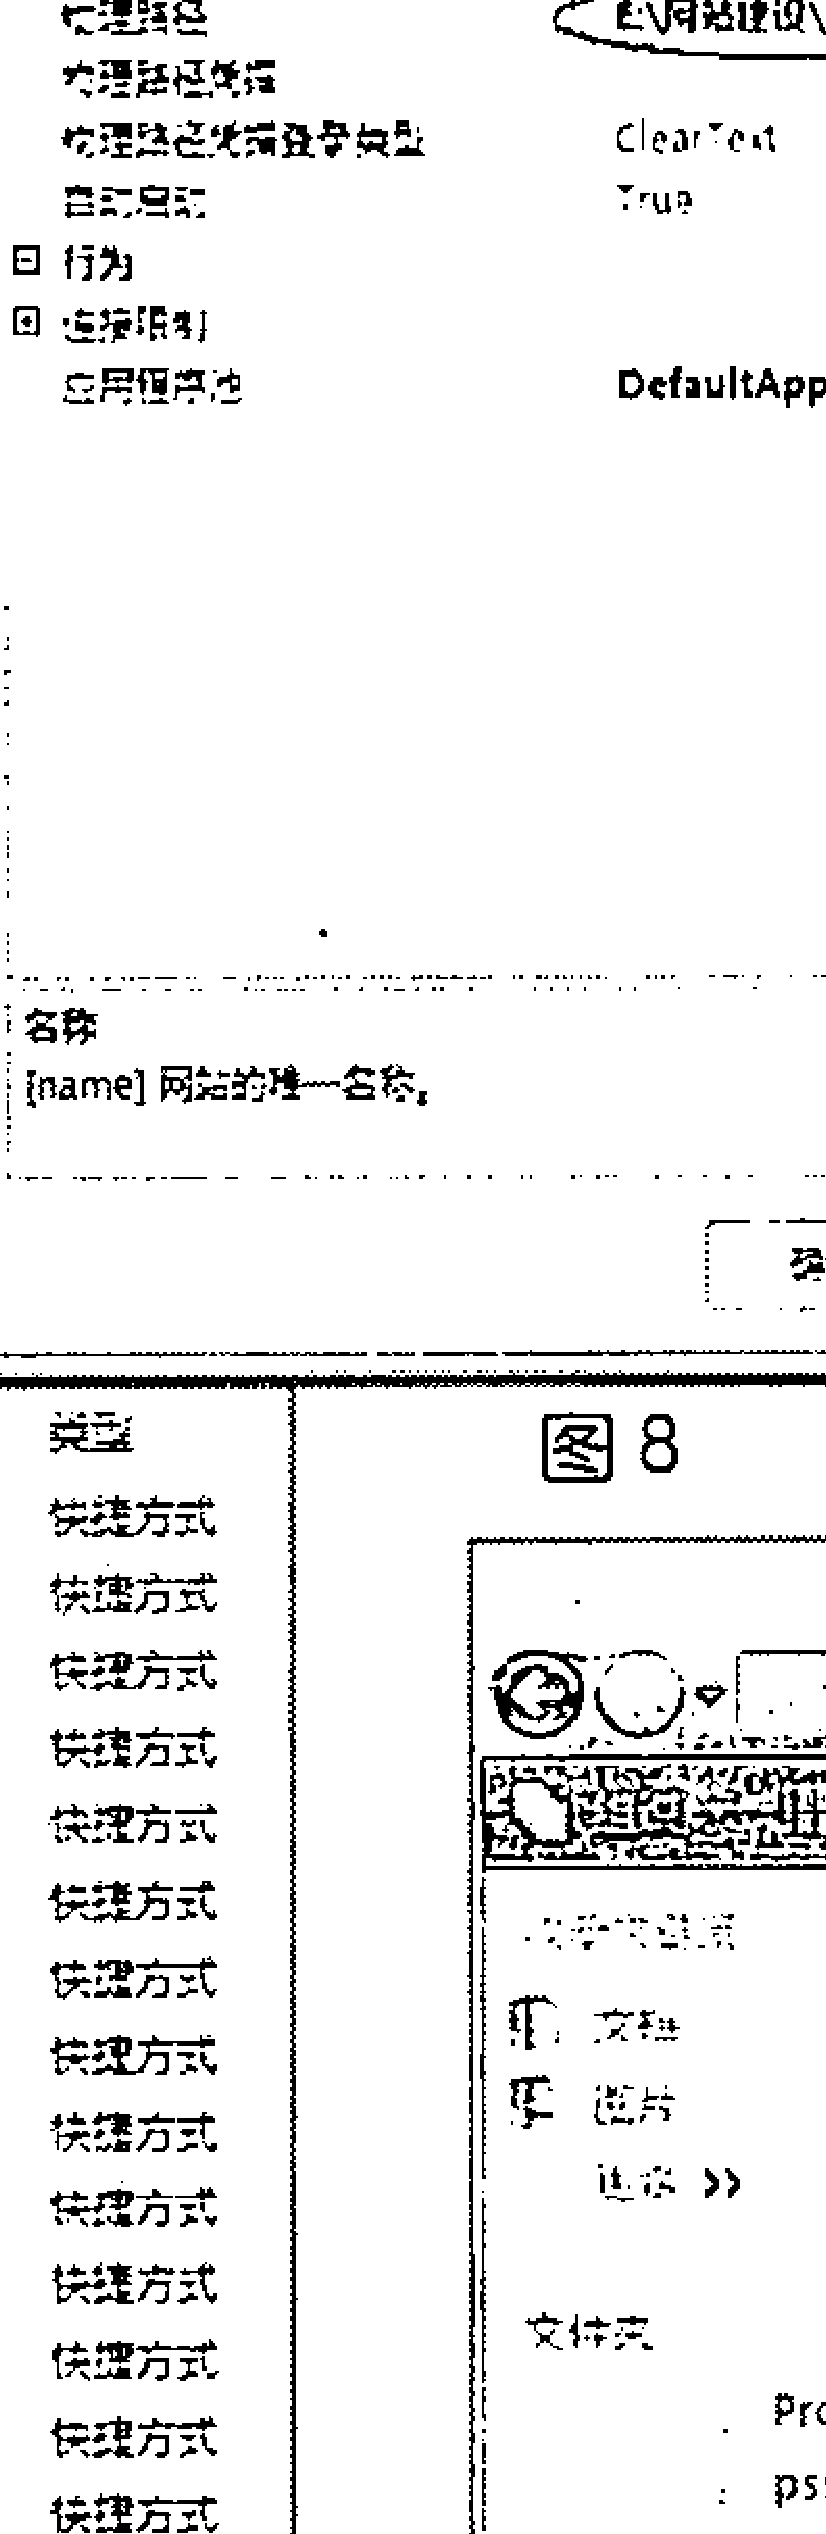 物理路径 E:\网站建设\
物理路径凭据
物理路径凭据登录类型 ClearText
自动启动 True
行为
连接限制
应用程序池 DefaultApp
名称
[name] 网站的唯一名称。
类型
图 8
快捷方式
快捷方式
快捷方式
快捷方式
快捷方式
快捷方式
快捷方式
快捷方式
快捷方式
快捷方式
快捷方式
快捷方式
快捷方式
快捷方式
文档
图片
文件夹
Pro
pss